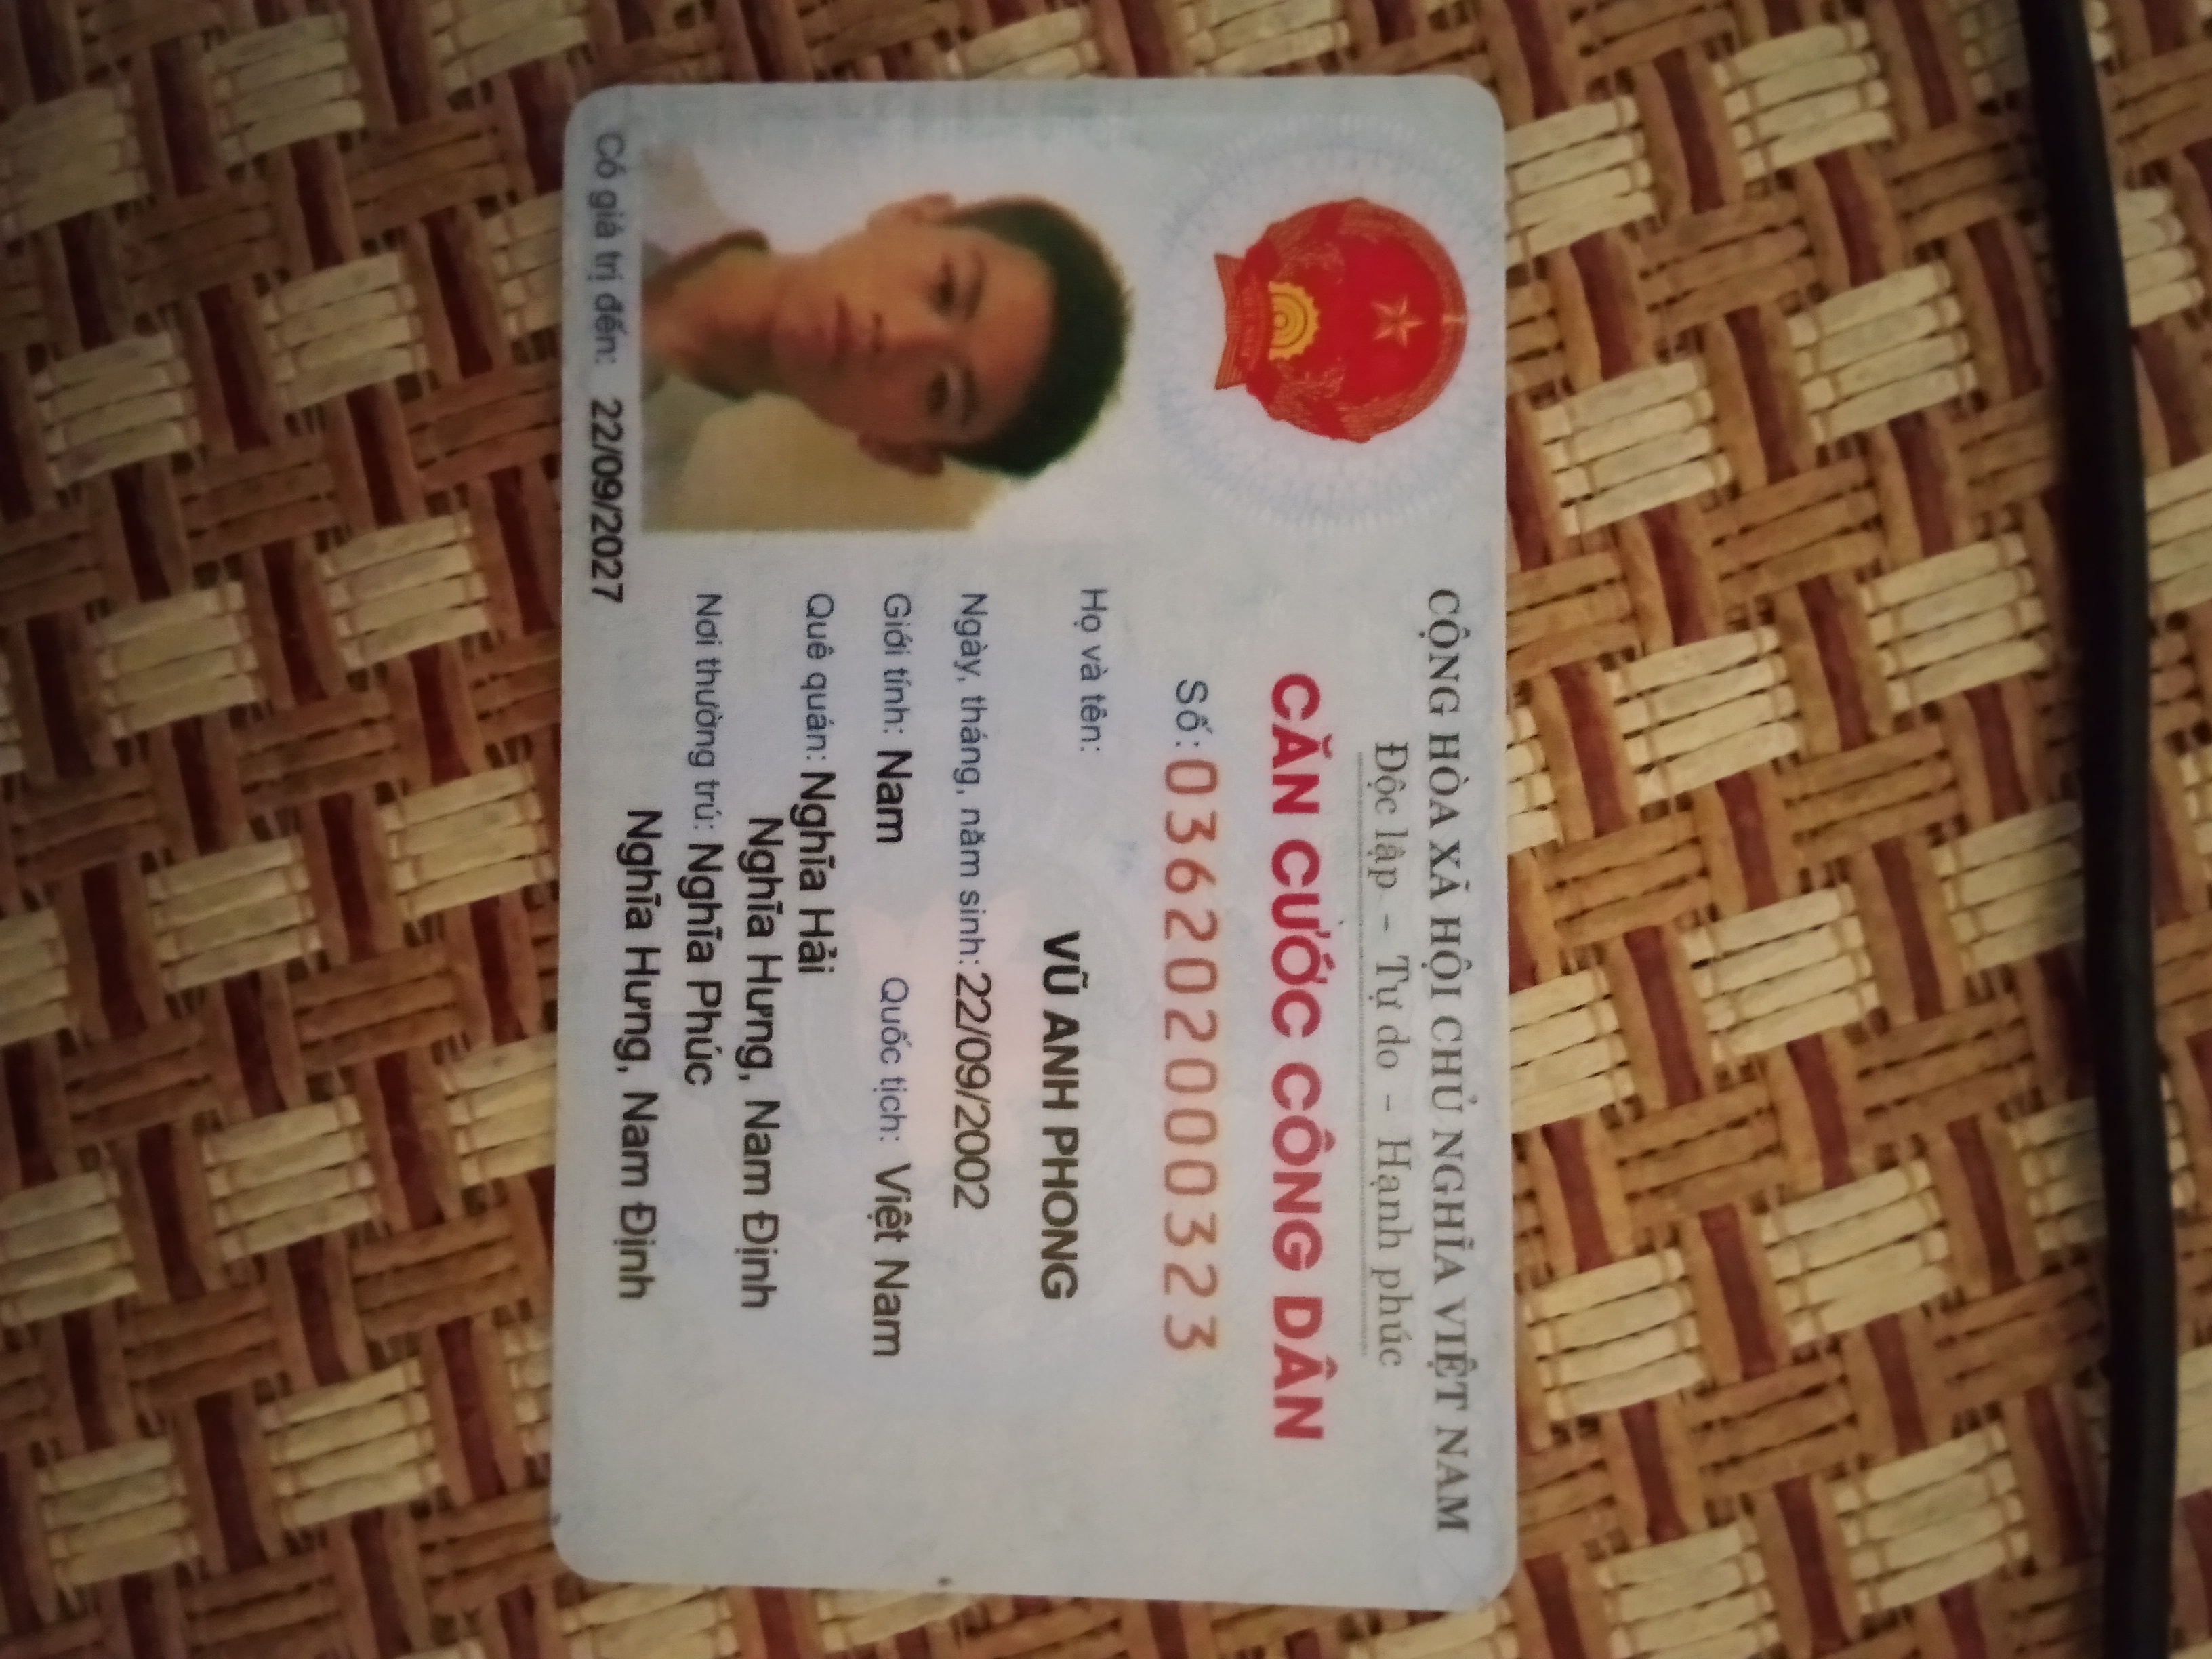 CỘNG HÒA XÃ HỘI CHỦ NGHĨA VIỆT NAM
Độc lập - Tự do - Hạnh phúc
CĂN CƯỚC CÔNG DÂN
Số: 036202000323
Họ và tên:
VŨ ANH PHONG
Ngày, tháng, năm sinh: 22/09/2002
Giới tính: Nam Quốc tịch: Việt Nam
Quê quán: Nghĩa Hải
Nghĩa Hưng, Nam Định
Nơi thường trú: Nghĩa Phúc
Nghĩa Hưng, Nam Định
Có giá trị đến: 22/09/2027